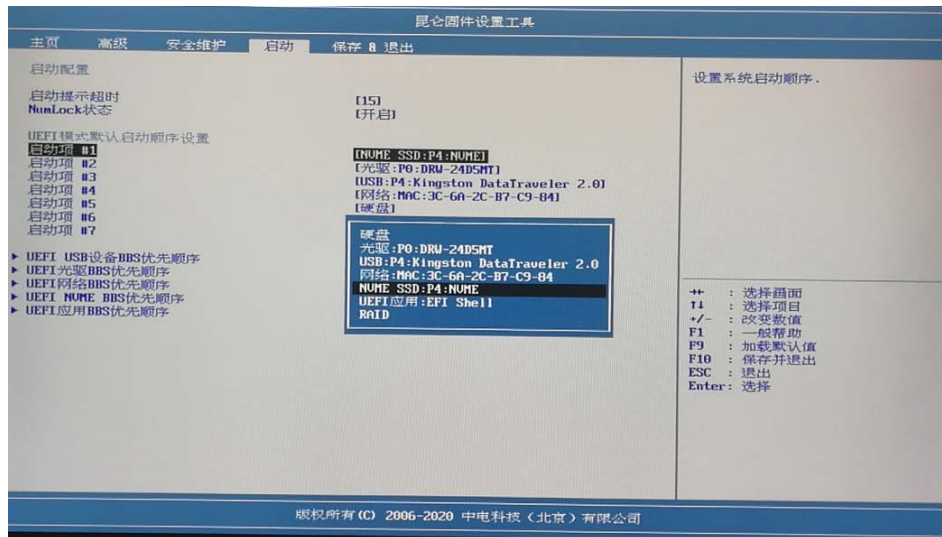 昆仑固件设置工具
主页 高级 安全维护 启动 保存 & 退出
启动配置
启动提示超时 [15]
NumLock状态 [开启]
UEFI模式默认启动顺序设置
启动项 #1 [NVME SSD:P4:NVME]
启动项 #2 [光驱:P0:DRW-24D5MT]
启动项 #3 [USB:P4:Kingston DataTraveler 2.0]
启动项 #4 [网络:MAC:3C-6A-2C-B7-C9-84]
启动项 #5 [硬盘]
启动项 #6
启动项 #7
硬盘
光驱:P0:DRW-24D5MT
USB:P4:Kingston DataTraveler 2.0
网络:MAC:3C-6A-2C-B7-C9-84
NVME SSD:P4:NVME
UEFI应用:EFI Shell
RAID
► UEFI USB设备BBS优先顺序
► UEFI光驱BBS优先顺序
► UEFI网络BBS优先顺序
► UEFI NVME BBS优先顺序
► UEFI应用BBS优先顺序
设置系统启动顺序.
→← : 选择画面
↑↓ : 选择项目
+/- : 改变数值
F1 : 一般帮助
F9 : 加载默认值
F10 : 保存并退出
ESC : 退出
Enter: 选择
版权所有(C) 2006-2020 中电科技(北京)有限公司